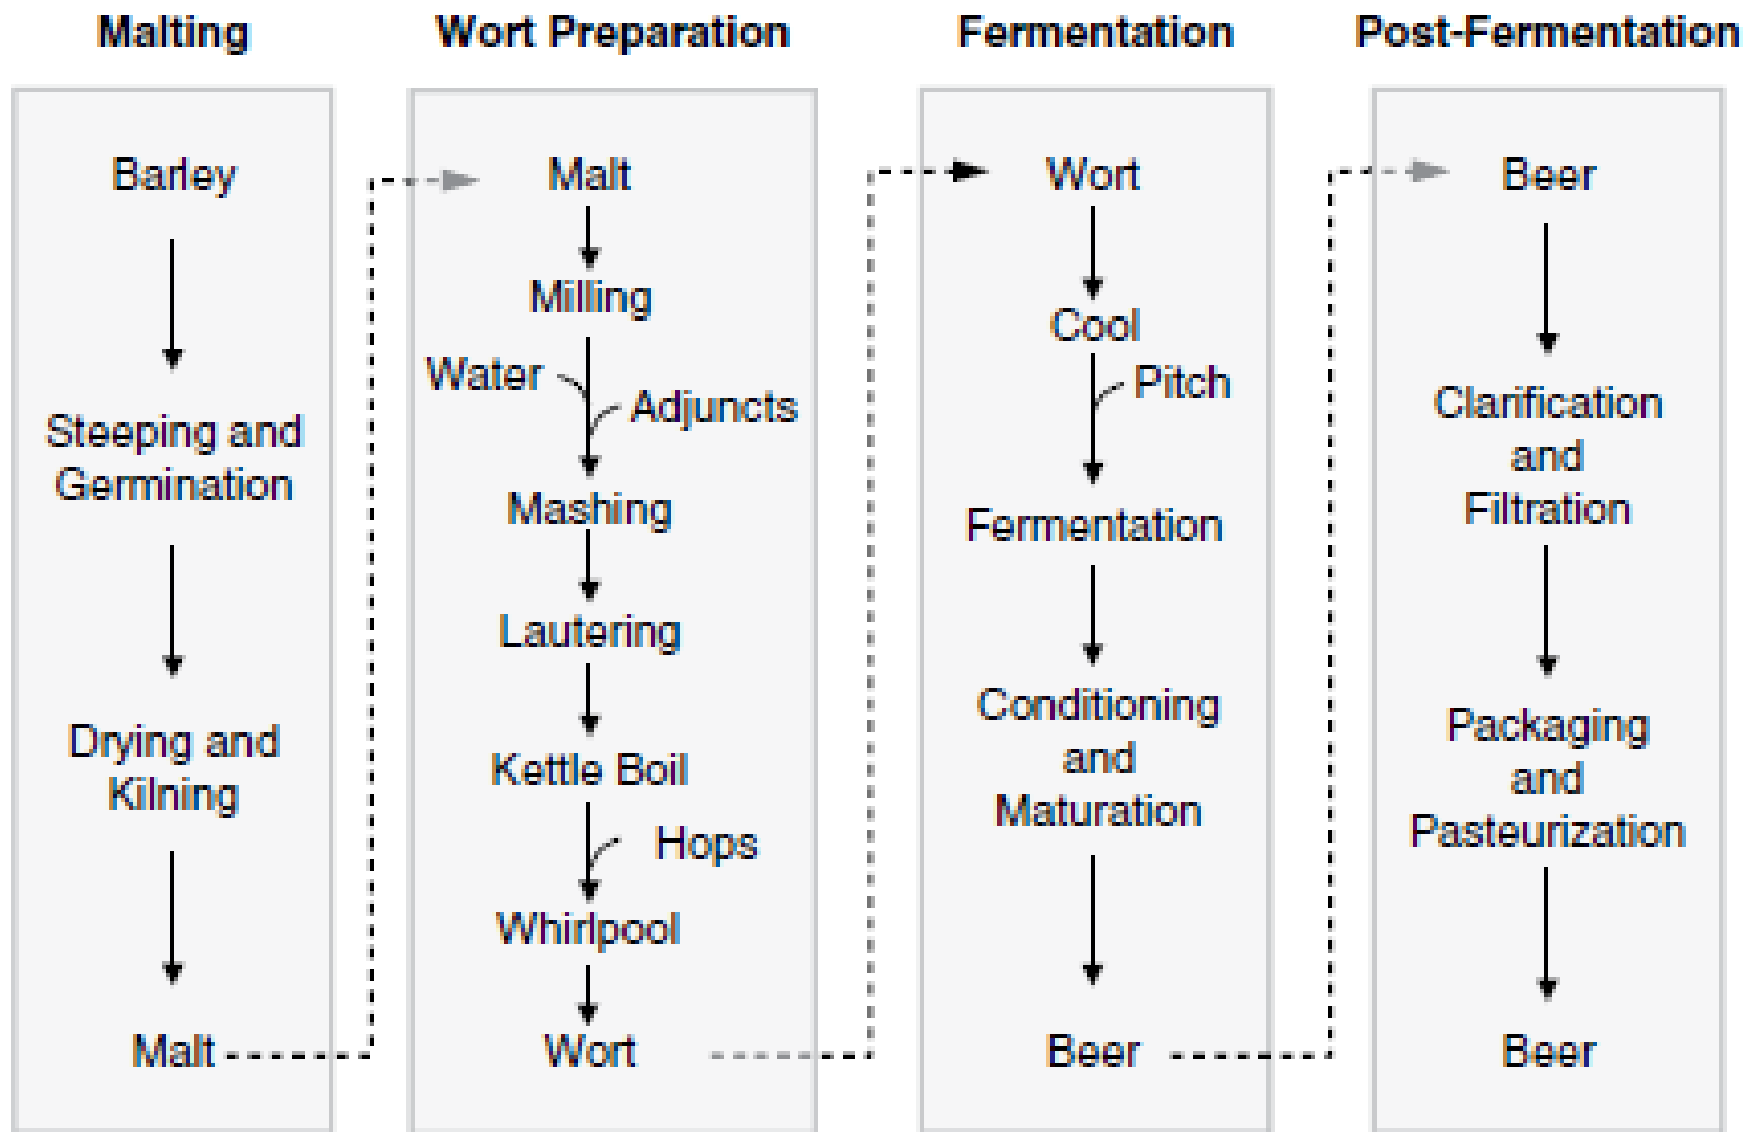 Malting
Barley
Steeping and
Germination
Drying and
Kilning
Malt
Wort Preparation
Malt
Milling
Water
Adjuncts
Mashing
Lautering
Kettle Boil
Hops
Whirlpool
Wort
Fermentation
Wort
Cool
Pitch
Fermentation
Conditioning
and
Maturation
Beer
Post-Fermentation
Beer
Clarification
and
Filtration
Packaging
and
Pasteurization
Beer